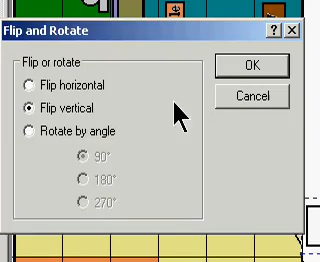 Flip and Rotate
Flip or rotate
Flip horizontal
Flip vertical
Rotate by angle
90°
180°
270°
OK
Cancel